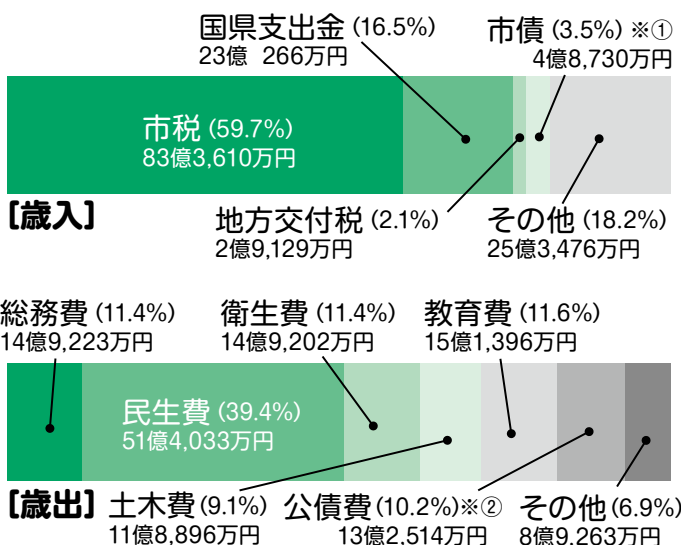 国県支出金 (16.5%)
23億 266万円
市債 (3.5%) ※①
4億8,730万円
市税 (59.7%)
83億3,610万円
[歳入]
地方交付税 (2.1%)
2億9,129万円
その他 (18.2%)
25億3,476万円
総務費 (11.4%)
14億9,223万円
衛生費 (11.4%)
14億9,202万円
教育費 (11.6%)
15億1,396万円
民生費 (39.4%)
51億4,033万円
[歳出]
土木費 (9.1%)
11億8,896万円
公債費 (10.2%)※②
13億2,514万円
その他 (6.9%)
8億9,263万円